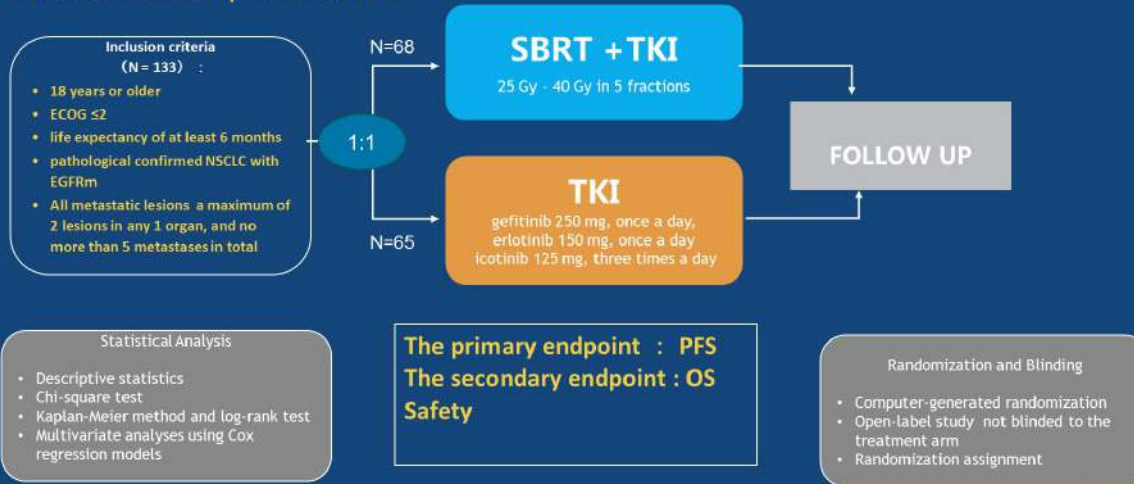 Inclusion criteria
(N = 133) :
• 18 years or older
• ECOG ≤2
• life expectancy of at least 6 months
• pathological confirmed NSCLC with
EGFRm
• All metastatic lesions a maximum of
2 lesions in any 1 organ, and no
more than 5 metastases in total
1:1
N=68
N=65
SBRT + TKI
25 Gy - 40 Gy in 5 fractions
TKI
gefitinib 250 mg, once a day,
erlotinib 150 mg, once a day
icotinib 125 mg, three times a day
FOLLOW UP
Statistical Analysis
• Descriptive statistics
• Chi-square test
• Kaplan-Meier method and log-rank test
• Multivariate analyses using Cox
regression models
The primary endpoint : PFS
The secondary endpoint : OS
Safety
Randomization and Blinding
• Computer-generated randomization
• Open-label study not blinded to the
treatment arm
• Randomization assignment